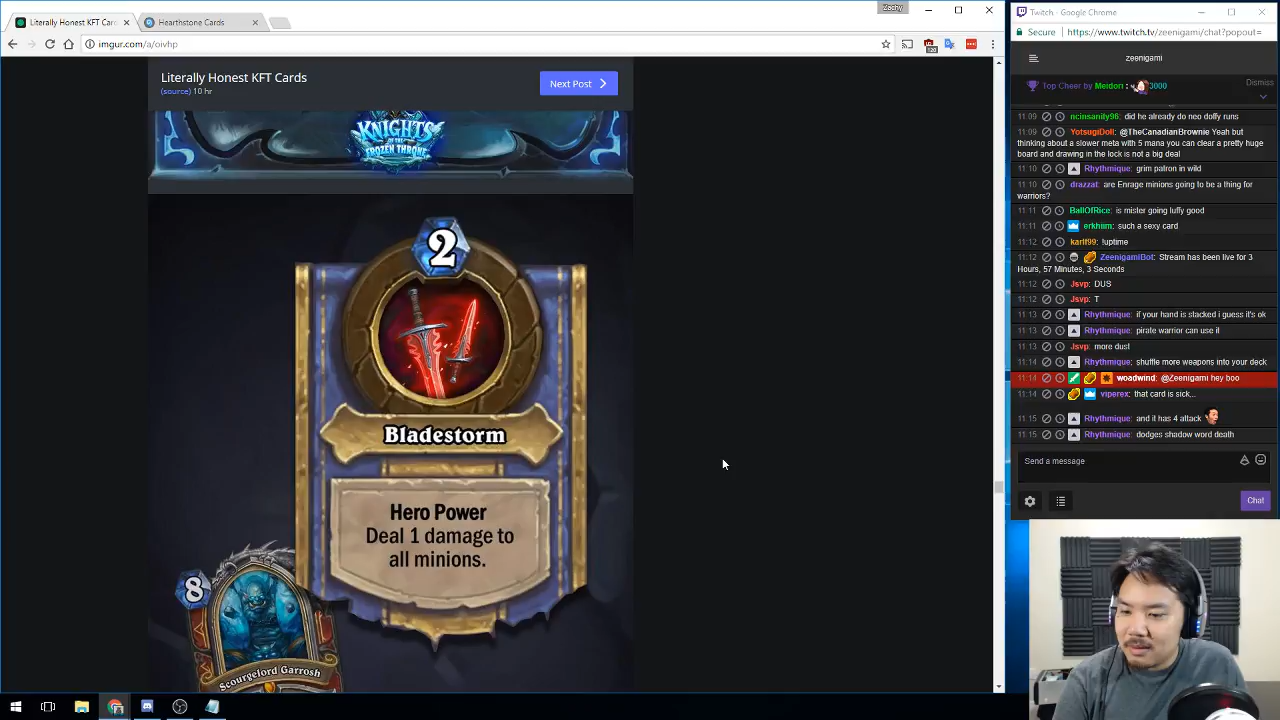 Literally Honest KFT Carc
Hearthstone Cards
Zachy
imgur.com/a/oivhp
120
Literally Honest KFT Cards
(source) 10 hr
Next Post
KNIGHTS
OF THE
FROZEN THRONE
2
Bladestorm
Hero Power
Deal 1 damage to
all minions.
8
Scourgelord Garrosh
Twitch - Google Chrome
Secure
https://www.twitch.tv/zeenigami/chat?popout=
zeenigami
Top Cheer by Meidori : 3000
Dismiss
11:09 ncinsanity96: did he already do neo doffy runs
11:09 YotsugiDoll: @TheCanadianBrownie Yeah but
thinking about a slower meta with 5 mana you can clear a pretty huge
board and drawing in the lock is not a big deal
11:10 Rhythmique: grim patron in wild
11:10 drazzat: are Enrage minions going to be a thing for
warriors?
11:11 BallOfRice: is mister going luffy good
11:11 erkhiim: such a sexy card
11:12 karlf99: !uptime
11:12 ZeenigamiBot: Stream has been live for 3
Hours, 57 Minutes, 3 Seconds
11:12 Jsvp: DUS
11:12 Jsvp: T
11:13 Rhythmique: if your hand is stacked i guess it's ok
11:13 Rhythmique: pirate warrior can use it
11:13 Jsvp: more dust
11:14 Rhythmique: shuffle more weapons into your deck
11:14 woadwind: @Zeenigami hey boo
11:14 viperex: that card is sick...
11:15 Rhythmique: and it has 4 attack
11:15 Rhythmique: dodges shadow word death
Send a message
Chat